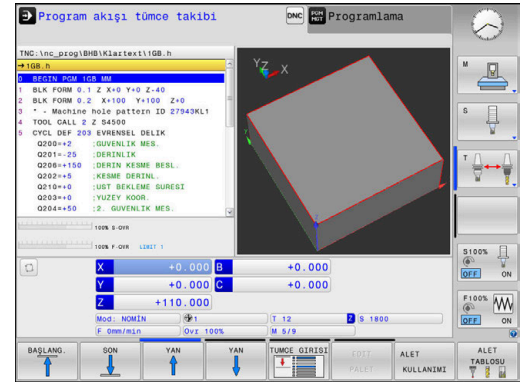 Program akışı tümce takibi
DNC
PGM MGT
Programlama
TNC:\nc_prog\BHB\Klartext\1GB.h
→1GB.h
0 BEGIN PGM 1GB MM
1 BLK FORM 0.1 Z X+0 Y+0 Z-40
2 BLK FORM 0.2 X+100 Y+100 Z+0
3 * - Machine hole pattern ID 27943KL1
4 TOOL CALL 2 Z S4500
5 CYCL DEF 203 EVRENSEL DELIK
Q200=+2 ;GUVENLIK MES.
Q201=-25 ;DERINLIK
Q206=+150 ;DERIN KESME BESL.
Q202=+5 ;KESME DERINL.
Q210=+0 ;UST BEKLEME SURESI
Q203=+0 ;YUZEY KOOR.
Q204=+50 ;2. GUVENLIK MES.
100% S-OVR
100% F-OVR LIMIT 1
Y Z X
M
S
T
X +0.000 B +0.000
Y +0.000 C +0.000
Z +110.000
Mod: NOMİN 1 T 12 Z S 1800
F 0mm/min Ovr 100% M 5/9
S100%
OFF ON
F100%
OFF ON
BAŞLANG.
SON
YAN
YAN
TUMCE GIRISI
EDIT PALET
ALET KULLANIMI
ALET TABLOSU